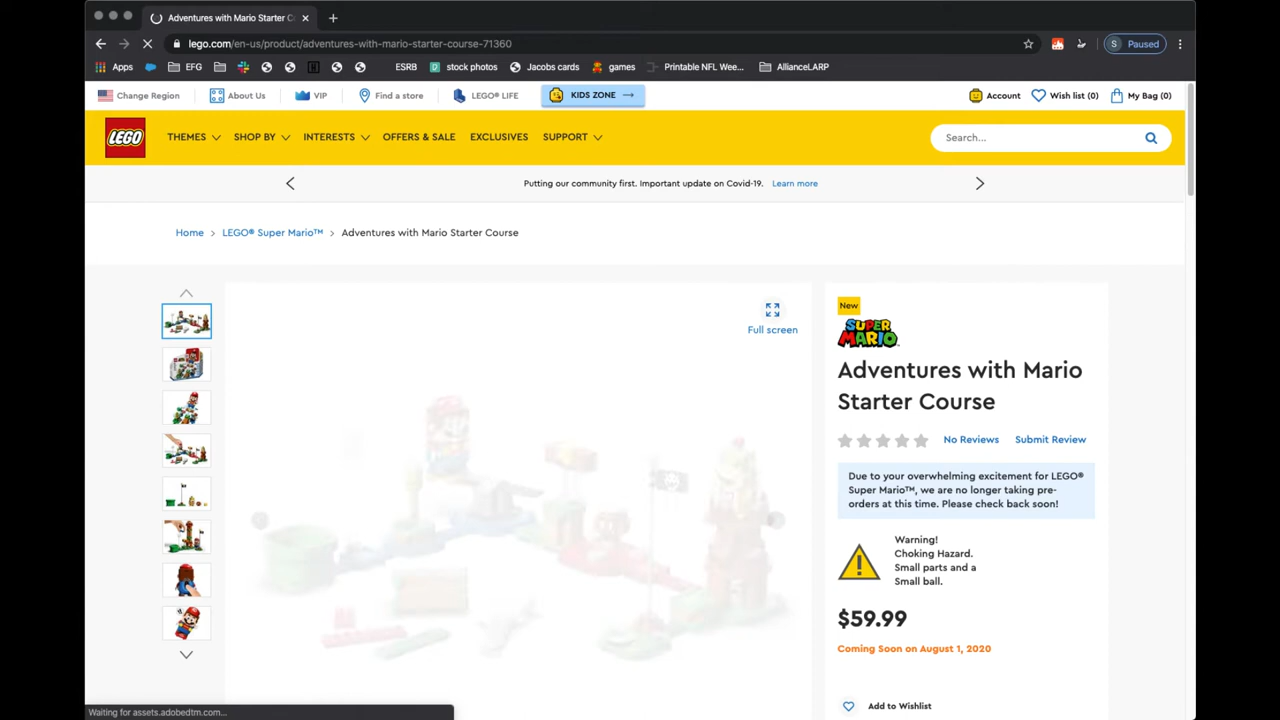 Adventures with Mario Starter C
lego.com/en-us/product/adventures-with-mario-starter-course-71360
S Paused
Apps EFG ESRB stock photos Jacobs cards games Printable NFL Wee... AllianceLARP
Change Region About Us VIP Find a store LEGO® LIFE KIDS ZONE Account Wish list (0) My Bag (0)
LEGO THEMES SHOP BY INTERESTS OFFERS & SALE EXCLUSIVES SUPPORT Search...
Putting our community first. Important update on Covid-19. Learn more
Home > LEGO® Super Mario™ > Adventures with Mario Starter Course
Full screen
New
SUPER MARIO
Adventures with Mario
Starter Course
No Reviews Submit Review
Due to your overwhelming excitement for LEGO®
Super Mario™, we are no longer taking pre-
orders at this time. Please check back soon!
Warning!
Choking Hazard.
Small parts and a
Small ball.
$59.99
Coming Soon on August 1, 2020
Add to Wishlist
Waiting for assets.adobedtm.com...